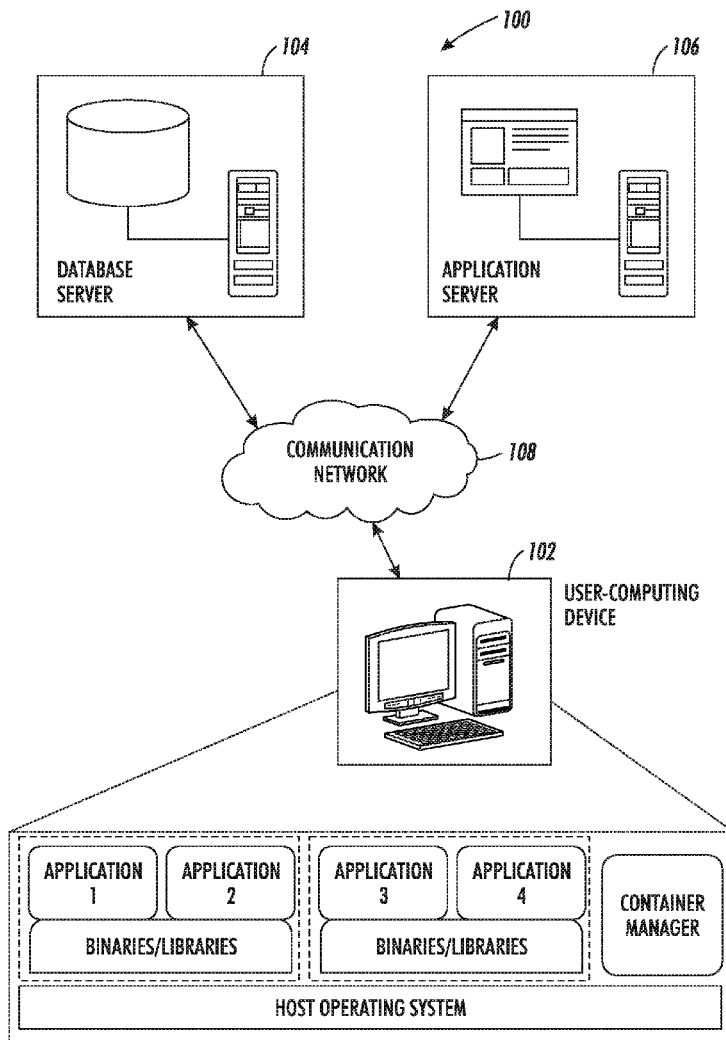 100
104
106
DATABASE
SERVER
APPLICATION
SERVER
COMMUNICATION
NETWORK
108
102
USER-COMPUTING
DEVICE
APPLICATION
1
APPLICATION
2
APPLICATION
3
APPLICATION
4
BINARIES/LIBRARIES
BINARIES/LIBRARIES
CONTAINER
MANAGER
HOST OPERATING SYSTEM